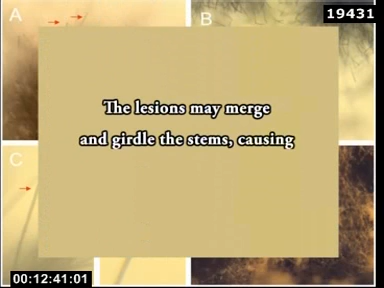 A
B
19431
The lesions may merge
and girdle the stems, causing
C
00:12:41:01